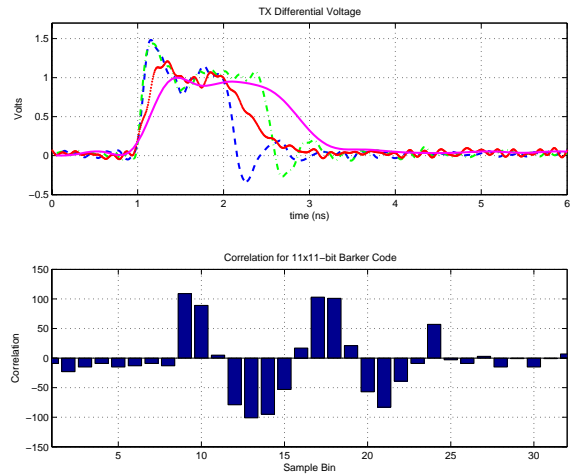 TX Differential Voltage
1.5
1
0.5
0
−0.5
Volts
0 1 2 3 4 5 6
time (ns)
Correlation for 11x11−bit Barker Code
150
100
50
0
−50
−100
−150
Correlation
5 10 15 20 25 30
Sample Bin